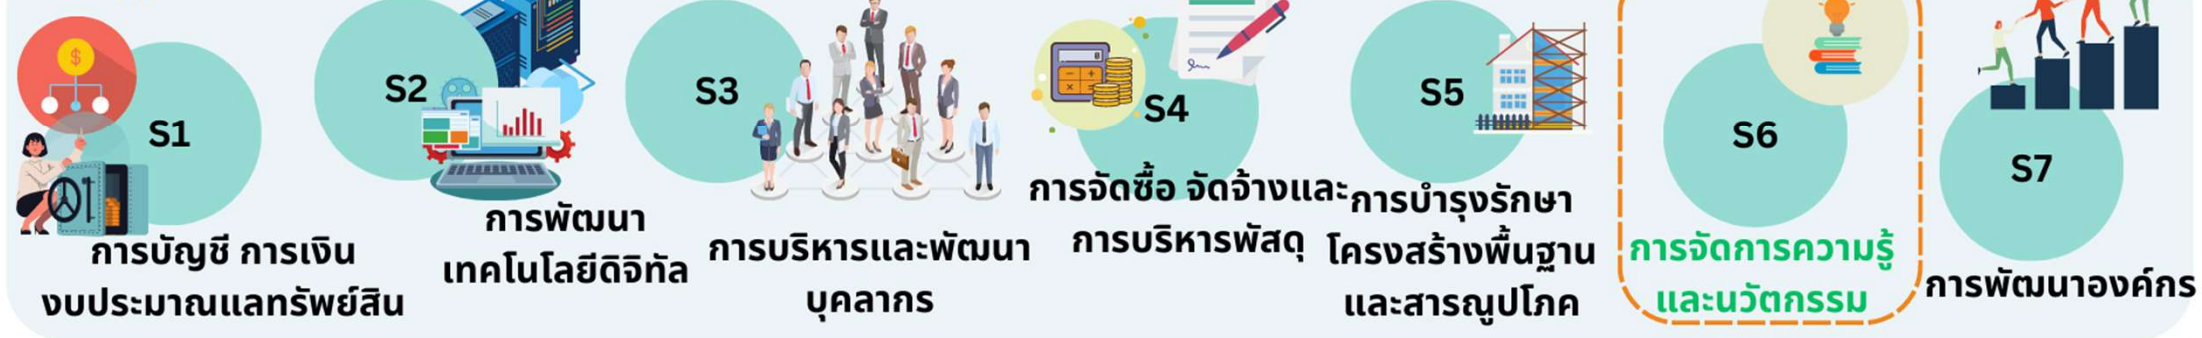 S1
การบัญชี การเงิน
งบประมาณแลทรัพย์สิน
S2
การพัฒนา
เทคโนโลยีดิจิทัล
S3
การบริหารและพัฒนา
บุคลากร
S4
การจัดซื้อ จัดจ้างและ
การบริหารพัสดุ
S5
การบำรุงรักษา
โครงสร้างพื้นฐาน
และสารณูปโภค
S6
การจัดการความรู้
และนวัตกรรม
S7
การพัฒนาองค์กร